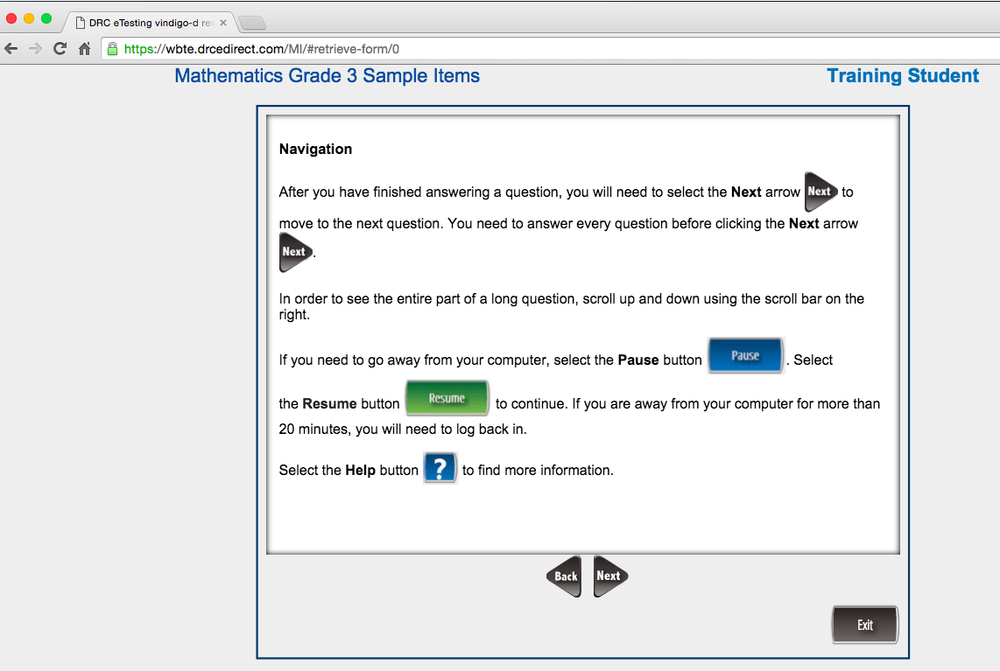 DRC eTesting vindigo-d re
https://wbte.drcedirect.com/MI/#retrieve-form/0
Mathematics Grade 3 Sample Items
Training Student
Navigation
After you have finished answering a question, you will need to select the Next arrow Next to
move to the next question. You need to answer every question before clicking the Next arrow
Next .
In order to see the entire part of a long question, scroll up and down using the scroll bar on the
right.
If you need to go away from your computer, select the Pause button Pause . Select
the Resume button Resume to continue. If you are away from your computer for more than
20 minutes, you will need to log back in.
Select the Help button ? to find more information.
Back Next
Exit